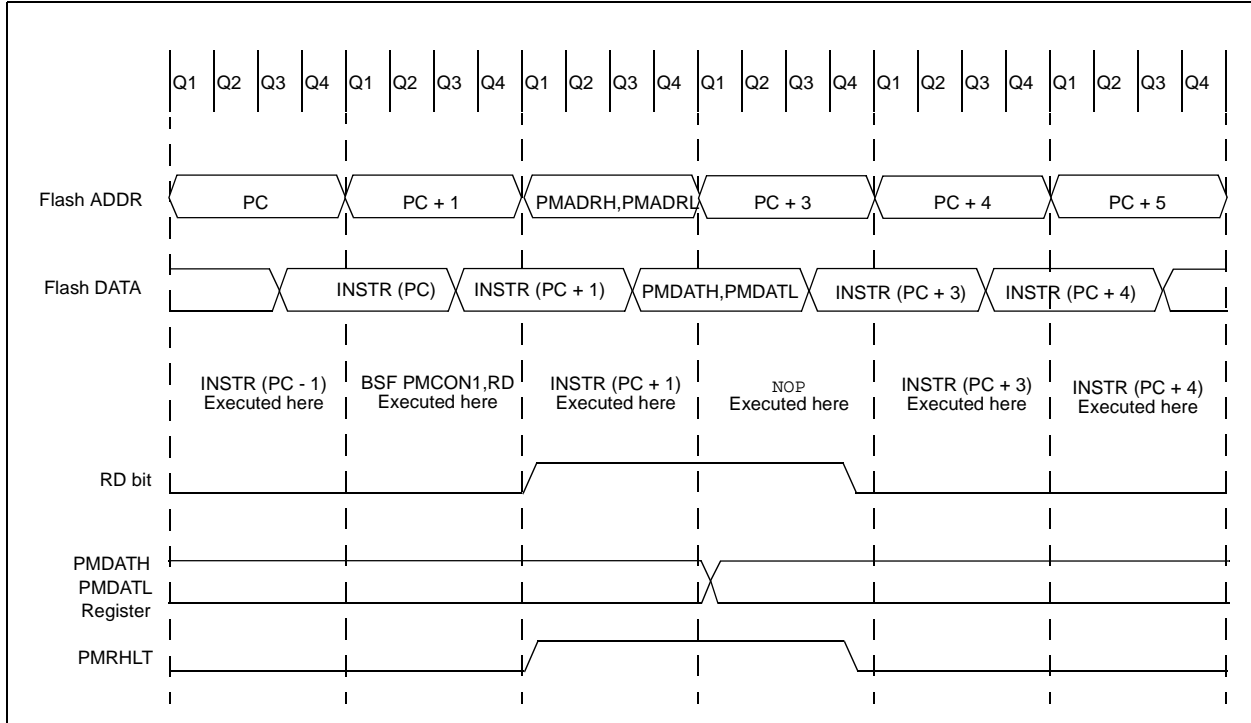 Q1 Q2 Q3 Q4 Q1 Q2 Q3 Q4 Q1 Q2 Q3 Q4 Q1 Q2 Q3 Q4 Q1 Q2 Q3 Q4 Q1 Q2 Q3 Q4
Flash ADDR PC PC + 1 PMADRH,PMADRL PC + 3 PC + 4 PC + 5
Flash DATA INSTR (PC) INSTR (PC + 1) PMDATH,PMDATL INSTR (PC + 3) INSTR (PC + 4)
INSTR (PC - 1) BSF PMCON1,RD INSTR (PC + 1) NOP INSTR (PC + 3) INSTR (PC + 4)
Executed here Executed here Executed here Executed here Executed here Executed here
RD bit
PMDATH
PMDATL
Register
PMRHLT